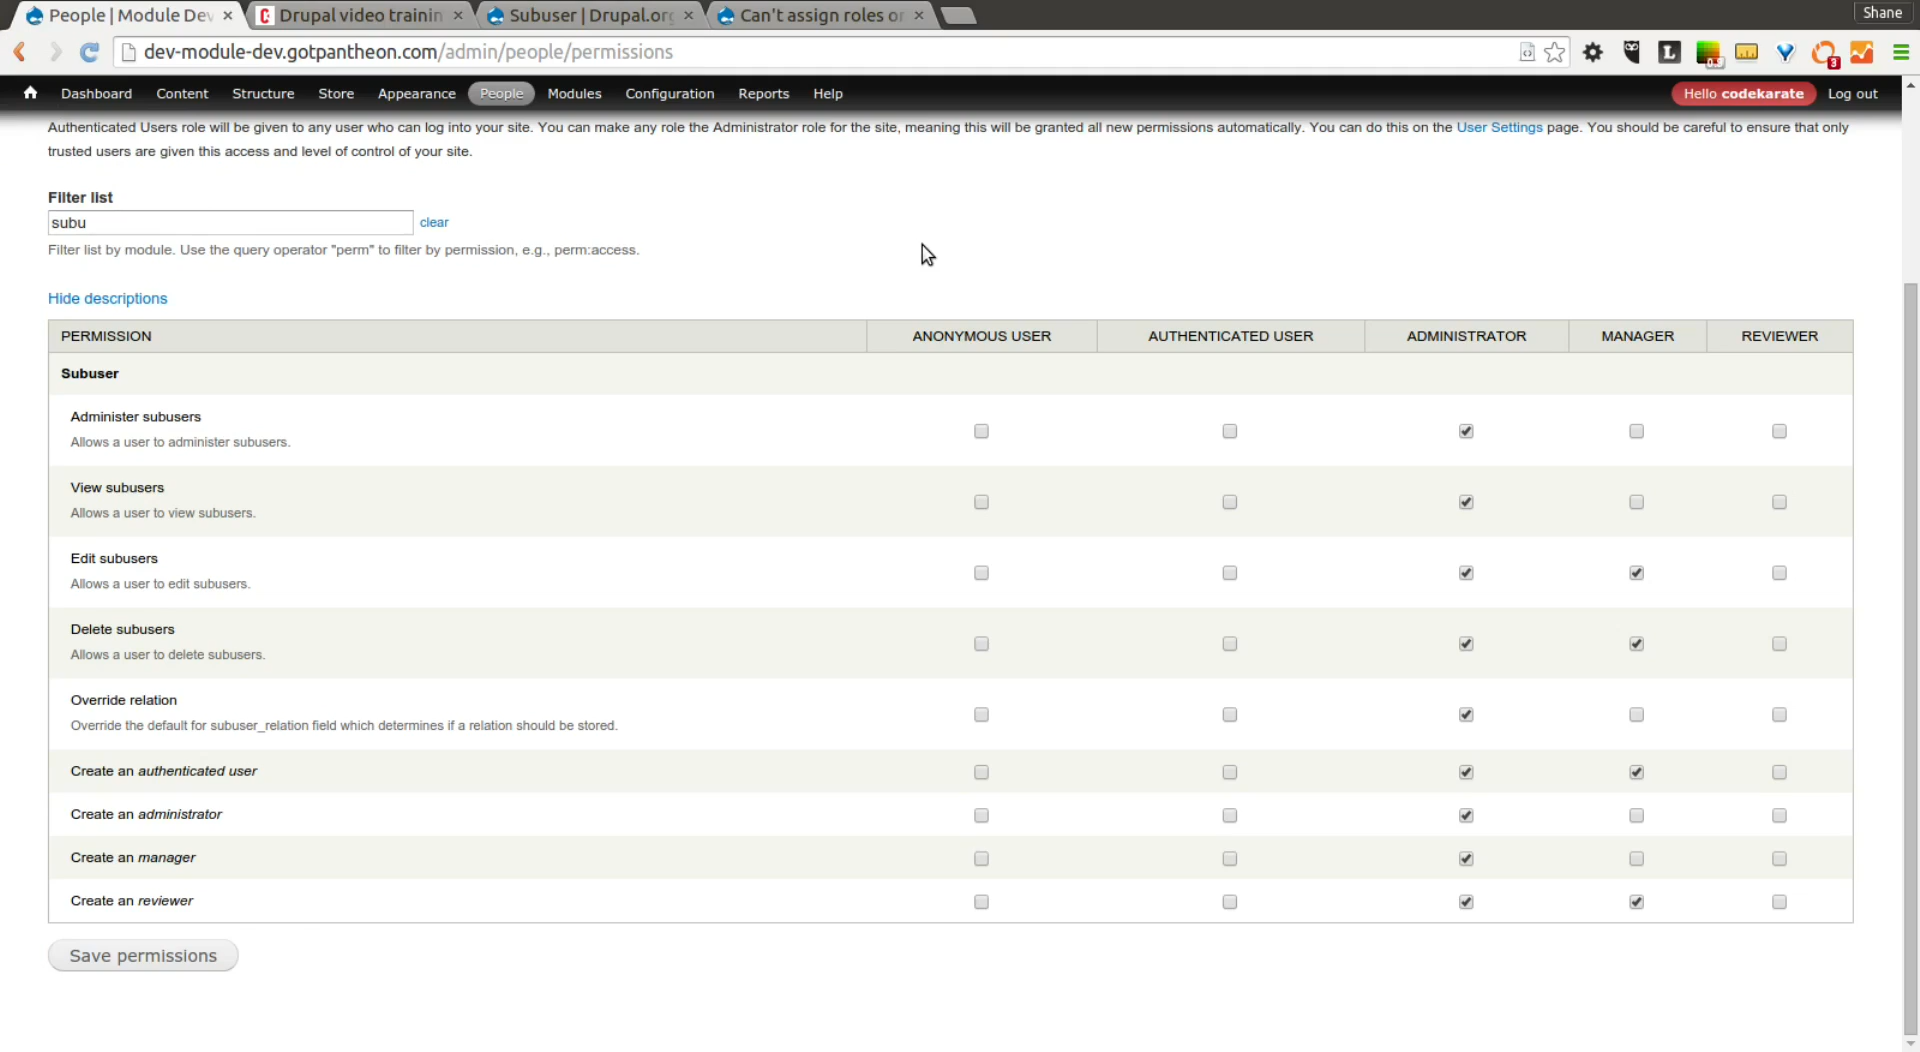 People | Module Dev
Drupal video trainin
Subuser | Drupal.org
Can't assign roles or
Shane
dev-module-dev.gotpantheon.com/admin/people/permissions
L
0.9
3
Dashboard Content Structure Store Appearance People Modules Configuration Reports Help
Hello codekarate Log out
Authenticated Users role will be given to any user who can log into your site. You can make any role the Administrator role for the site, meaning this will be granted all new permissions automatically. You can do this on the User Settings page. You should be careful to ensure that only
trusted users are given this access and level of control of your site.
Filter list
subu clear
Filter list by module. Use the query operator "perm" to filter by permission, e.g., perm:access.
Hide descriptions
PERMISSION ANONYMOUS USER AUTHENTICATED USER ADMINISTRATOR MANAGER REVIEWER
Subuser
Administer subusers
Allows a user to administer subusers.
View subusers
Allows a user to view subusers.
Edit subusers
Allows a user to edit subusers.
Delete subusers
Allows a user to delete subusers.
Override relation
Override the default for subuser_relation field which determines if a relation should be stored.
Create an authenticated user
Create an administrator
Create an manager
Create an reviewer
Save permissions